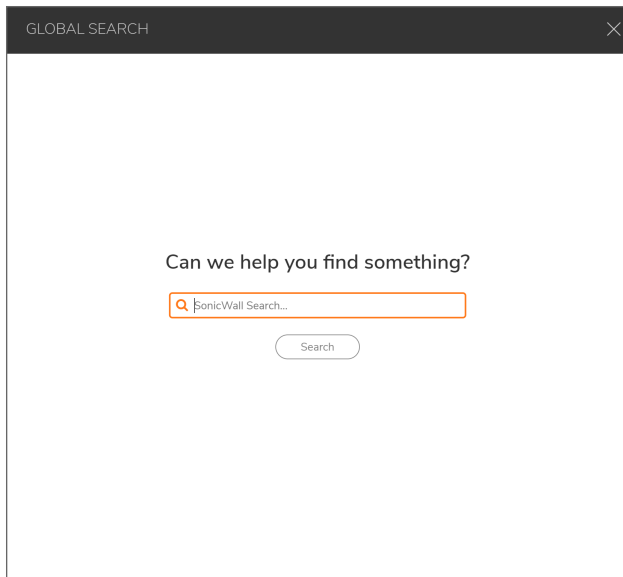 GLOBAL SEARCH
Can we help you find something?
SonicWall Search...
Search